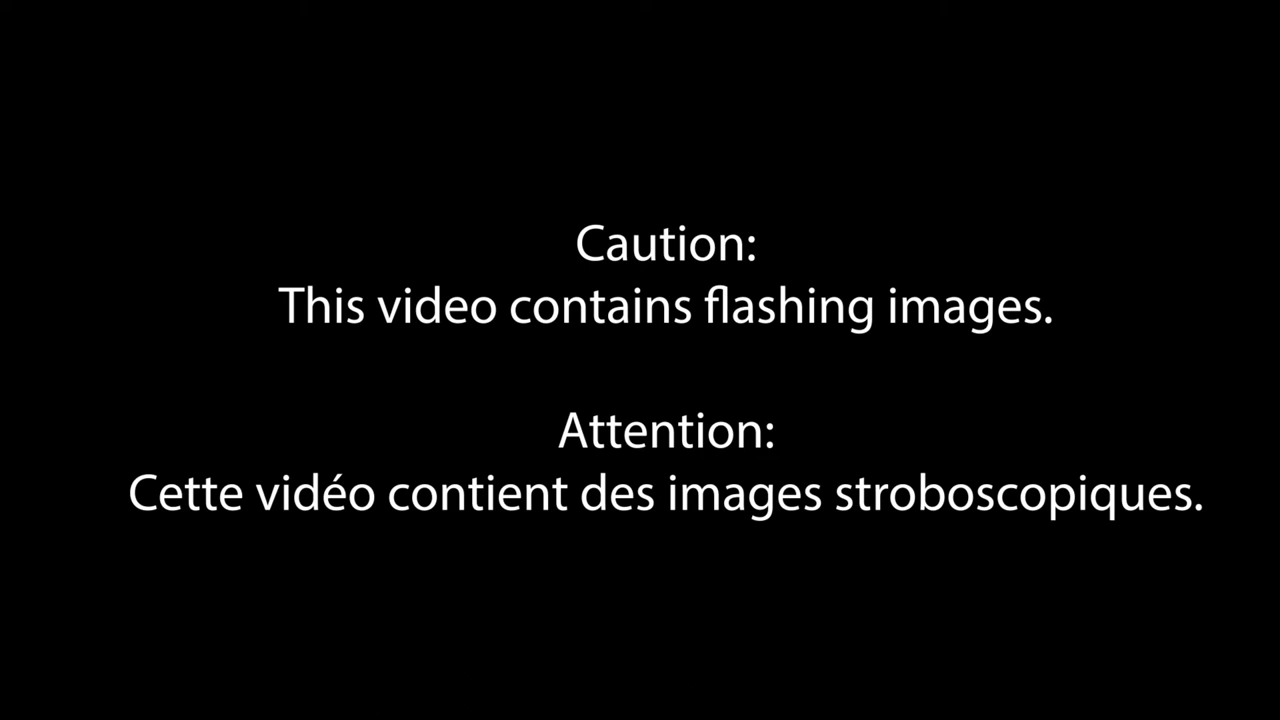 Caution:
This video contains flashing images.
Attention:
Cette vidéo contient des images stroboscopiques.